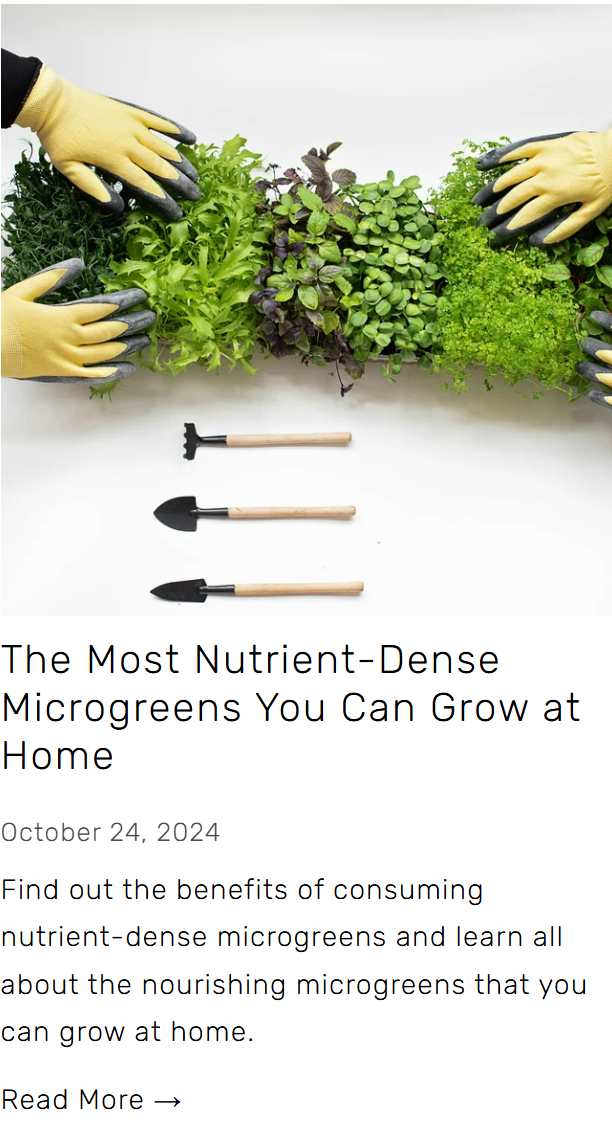 The Most Nutrient-Dense
Microgreens You Can Grow at
Home
October 24, 2024
Find out the benefits of consuming
nutrient-dense microgreens and learn all
about the nourishing microgreens that you
can grow at home.
Read More →